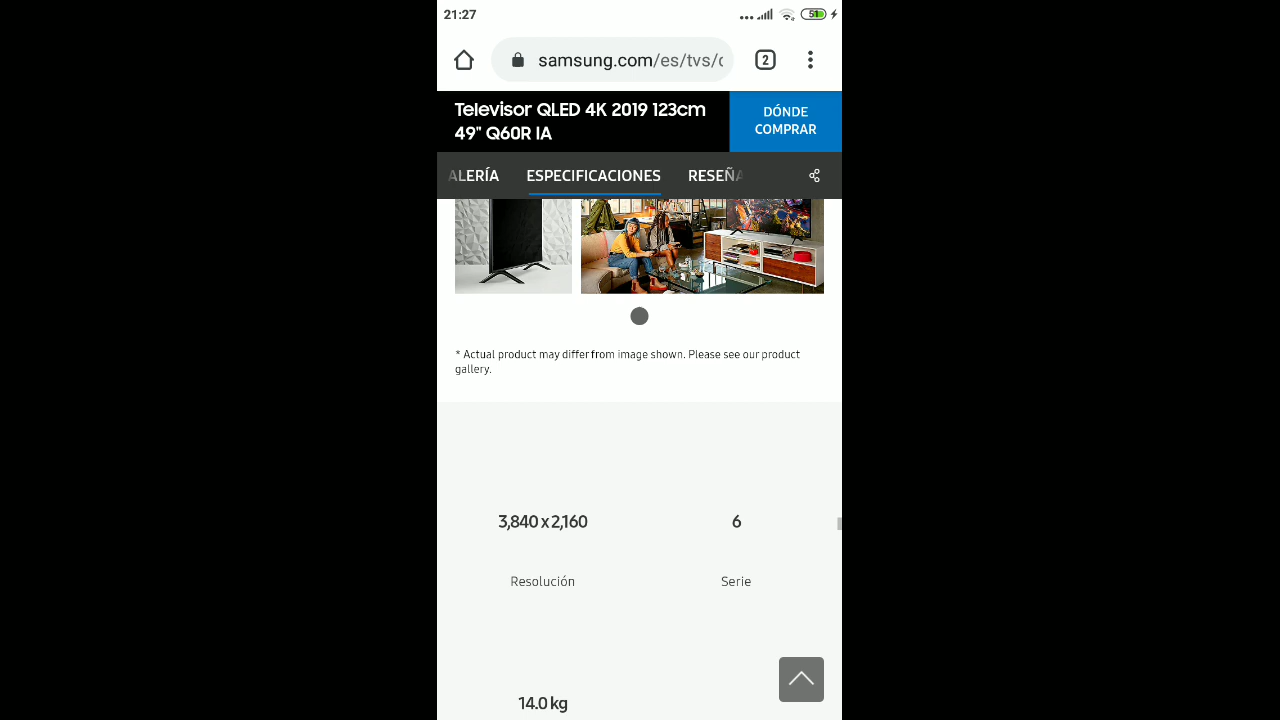 21:27
51
samsung.com/es/tvs/
2
Televisor QLED 4K 2019 123cm
49" Q60R IA
DÓNDE
COMPRAR
ALERÍA
ESPECIFICACIONES
RESEÑA
* Actual product may differ from image shown. Please see our product
gallery.
3,840 x 2,160
6
Resolución
Serie
14.0 kg